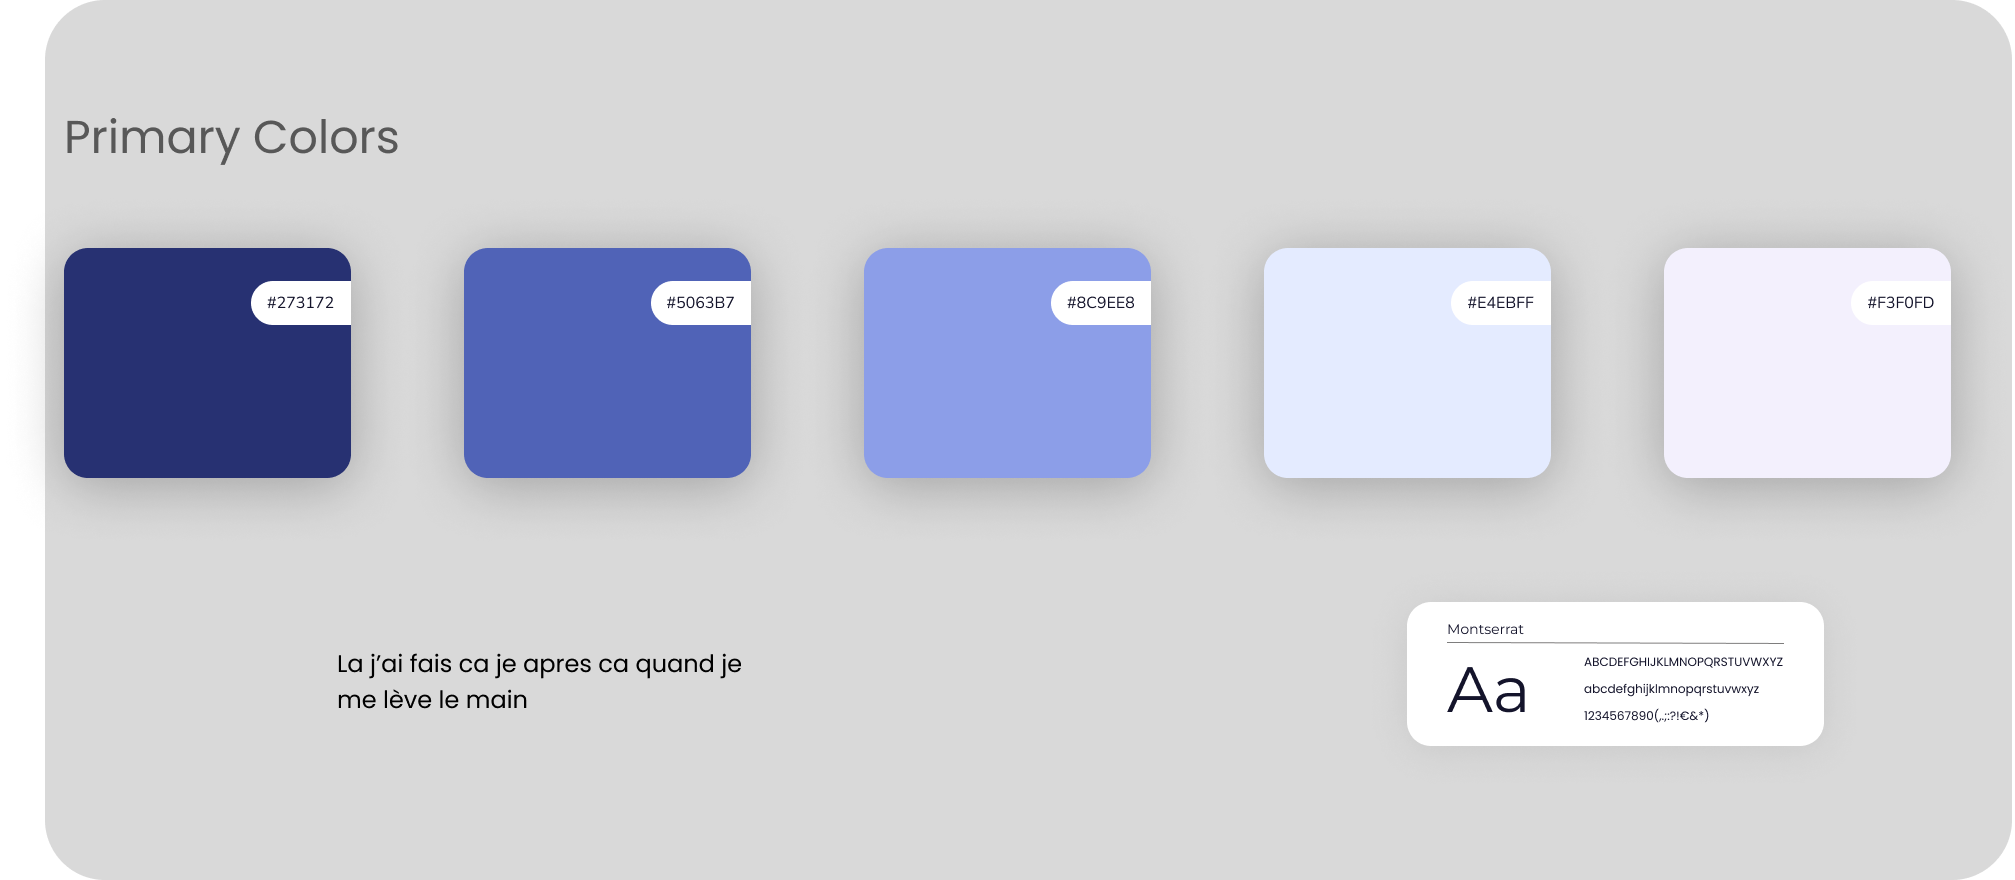 Primary Colors
#273172
#5063B7
#8C9EE8
#E4EBFF
#F3F0FD
La j’ai fais ca je apres ca quand je
me lève le main
Montserrat
Aa
ABCDEFGHIJKLMNOPQRSTUVWXYZ
abcdefghijklmnopqrstuvwxyz
1234567890(,.;:?!€&*)